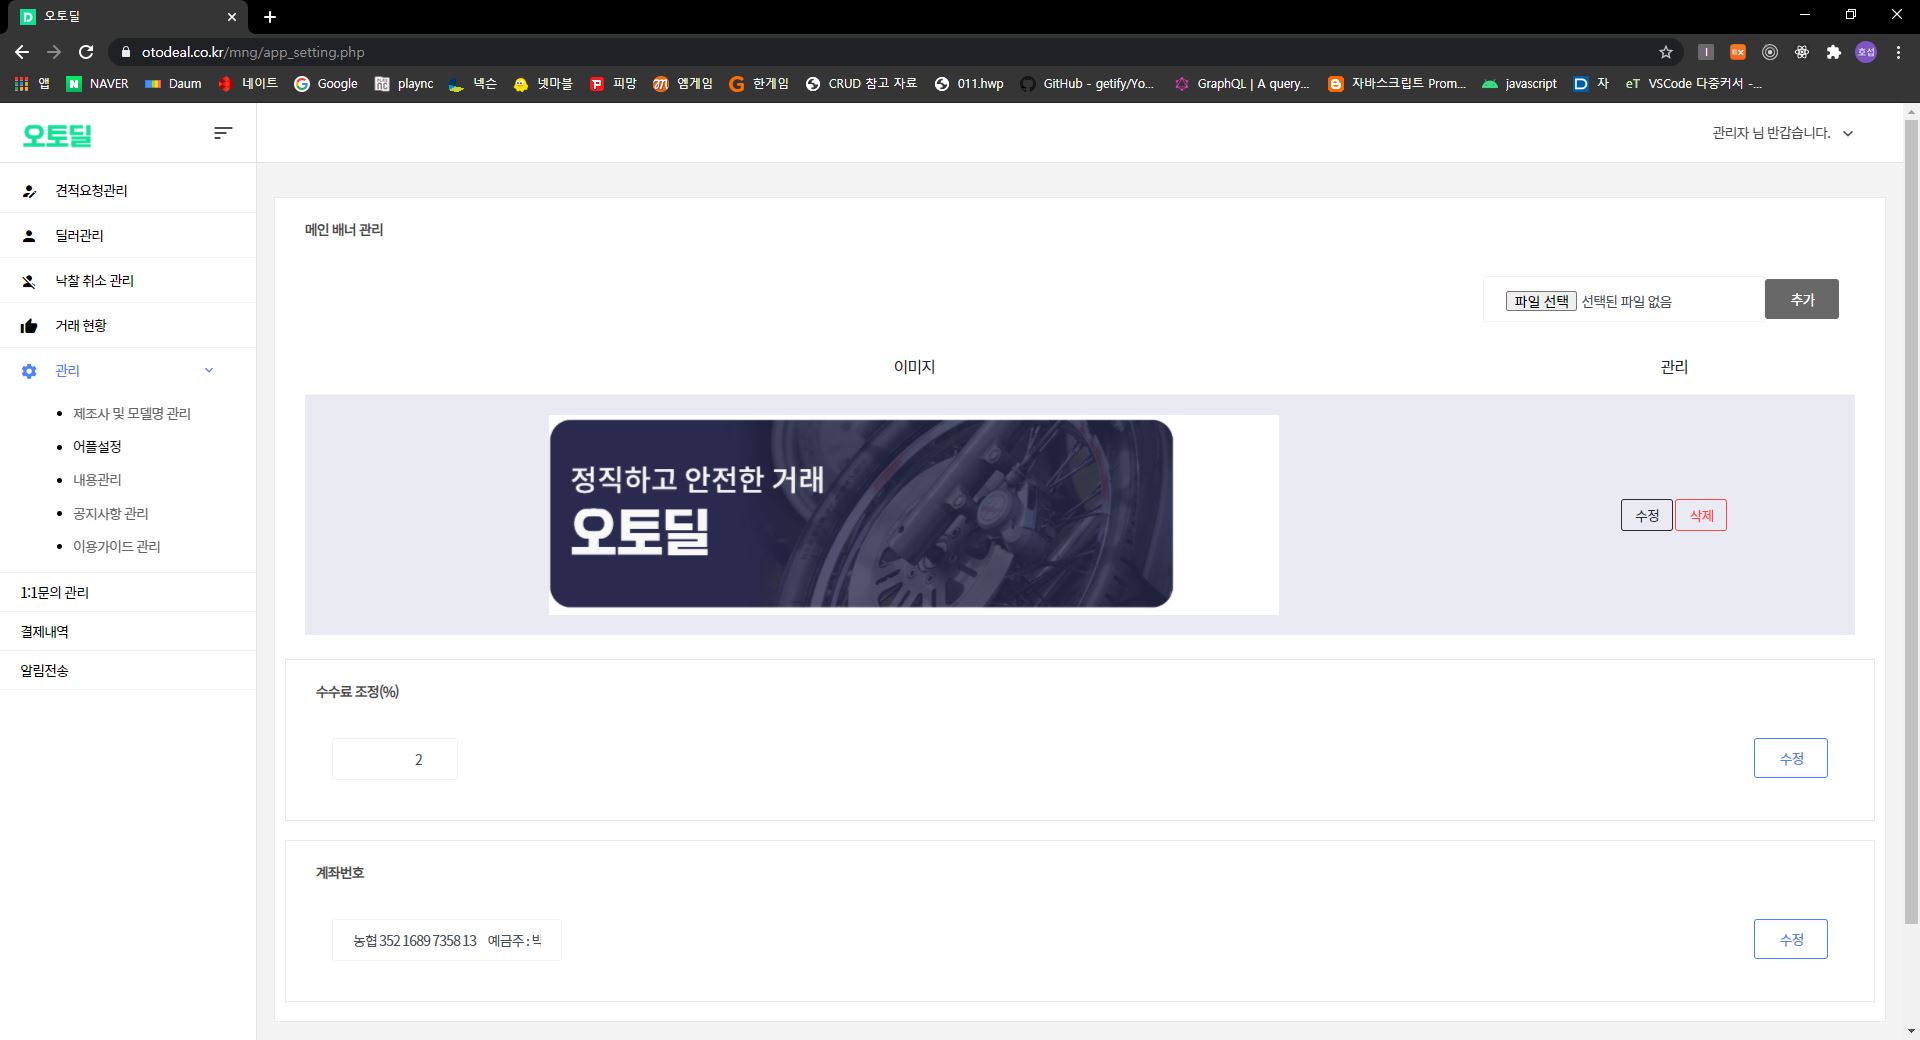 오토딜
otodeal.co.kr/mng/app_setting.php
호섭
앱
NAVER
Daum
네이트
Google
plaync
넥슨
넷마블
피망
엠게임
한게임
CRUD 참고 자료
011.hwp
GitHub - getify/Yo...
GraphQL | A query...
자바스크립트 Prom...
javascript
자
eT VSCode 다중커서 -...
오토딜
관리자 님 반갑습니다.
견적요청관리
딜러관리
낙찰 취소 관리
거래 현황
관리
제조사 및 모델명 관리
어플설정
내용관리
공지사항 관리
이용가이드 관리
1:1문의 관리
결제내역
알림전송
메인 배너 관리
파일 선택 선택된 파일 없음
추가
이미지
관리
정직하고 안전한 거래
오토딜
수정
삭제
수수료 조정(%)
2
수정
계좌번호
농협 352 1689 7358 13 예금주 :
수정